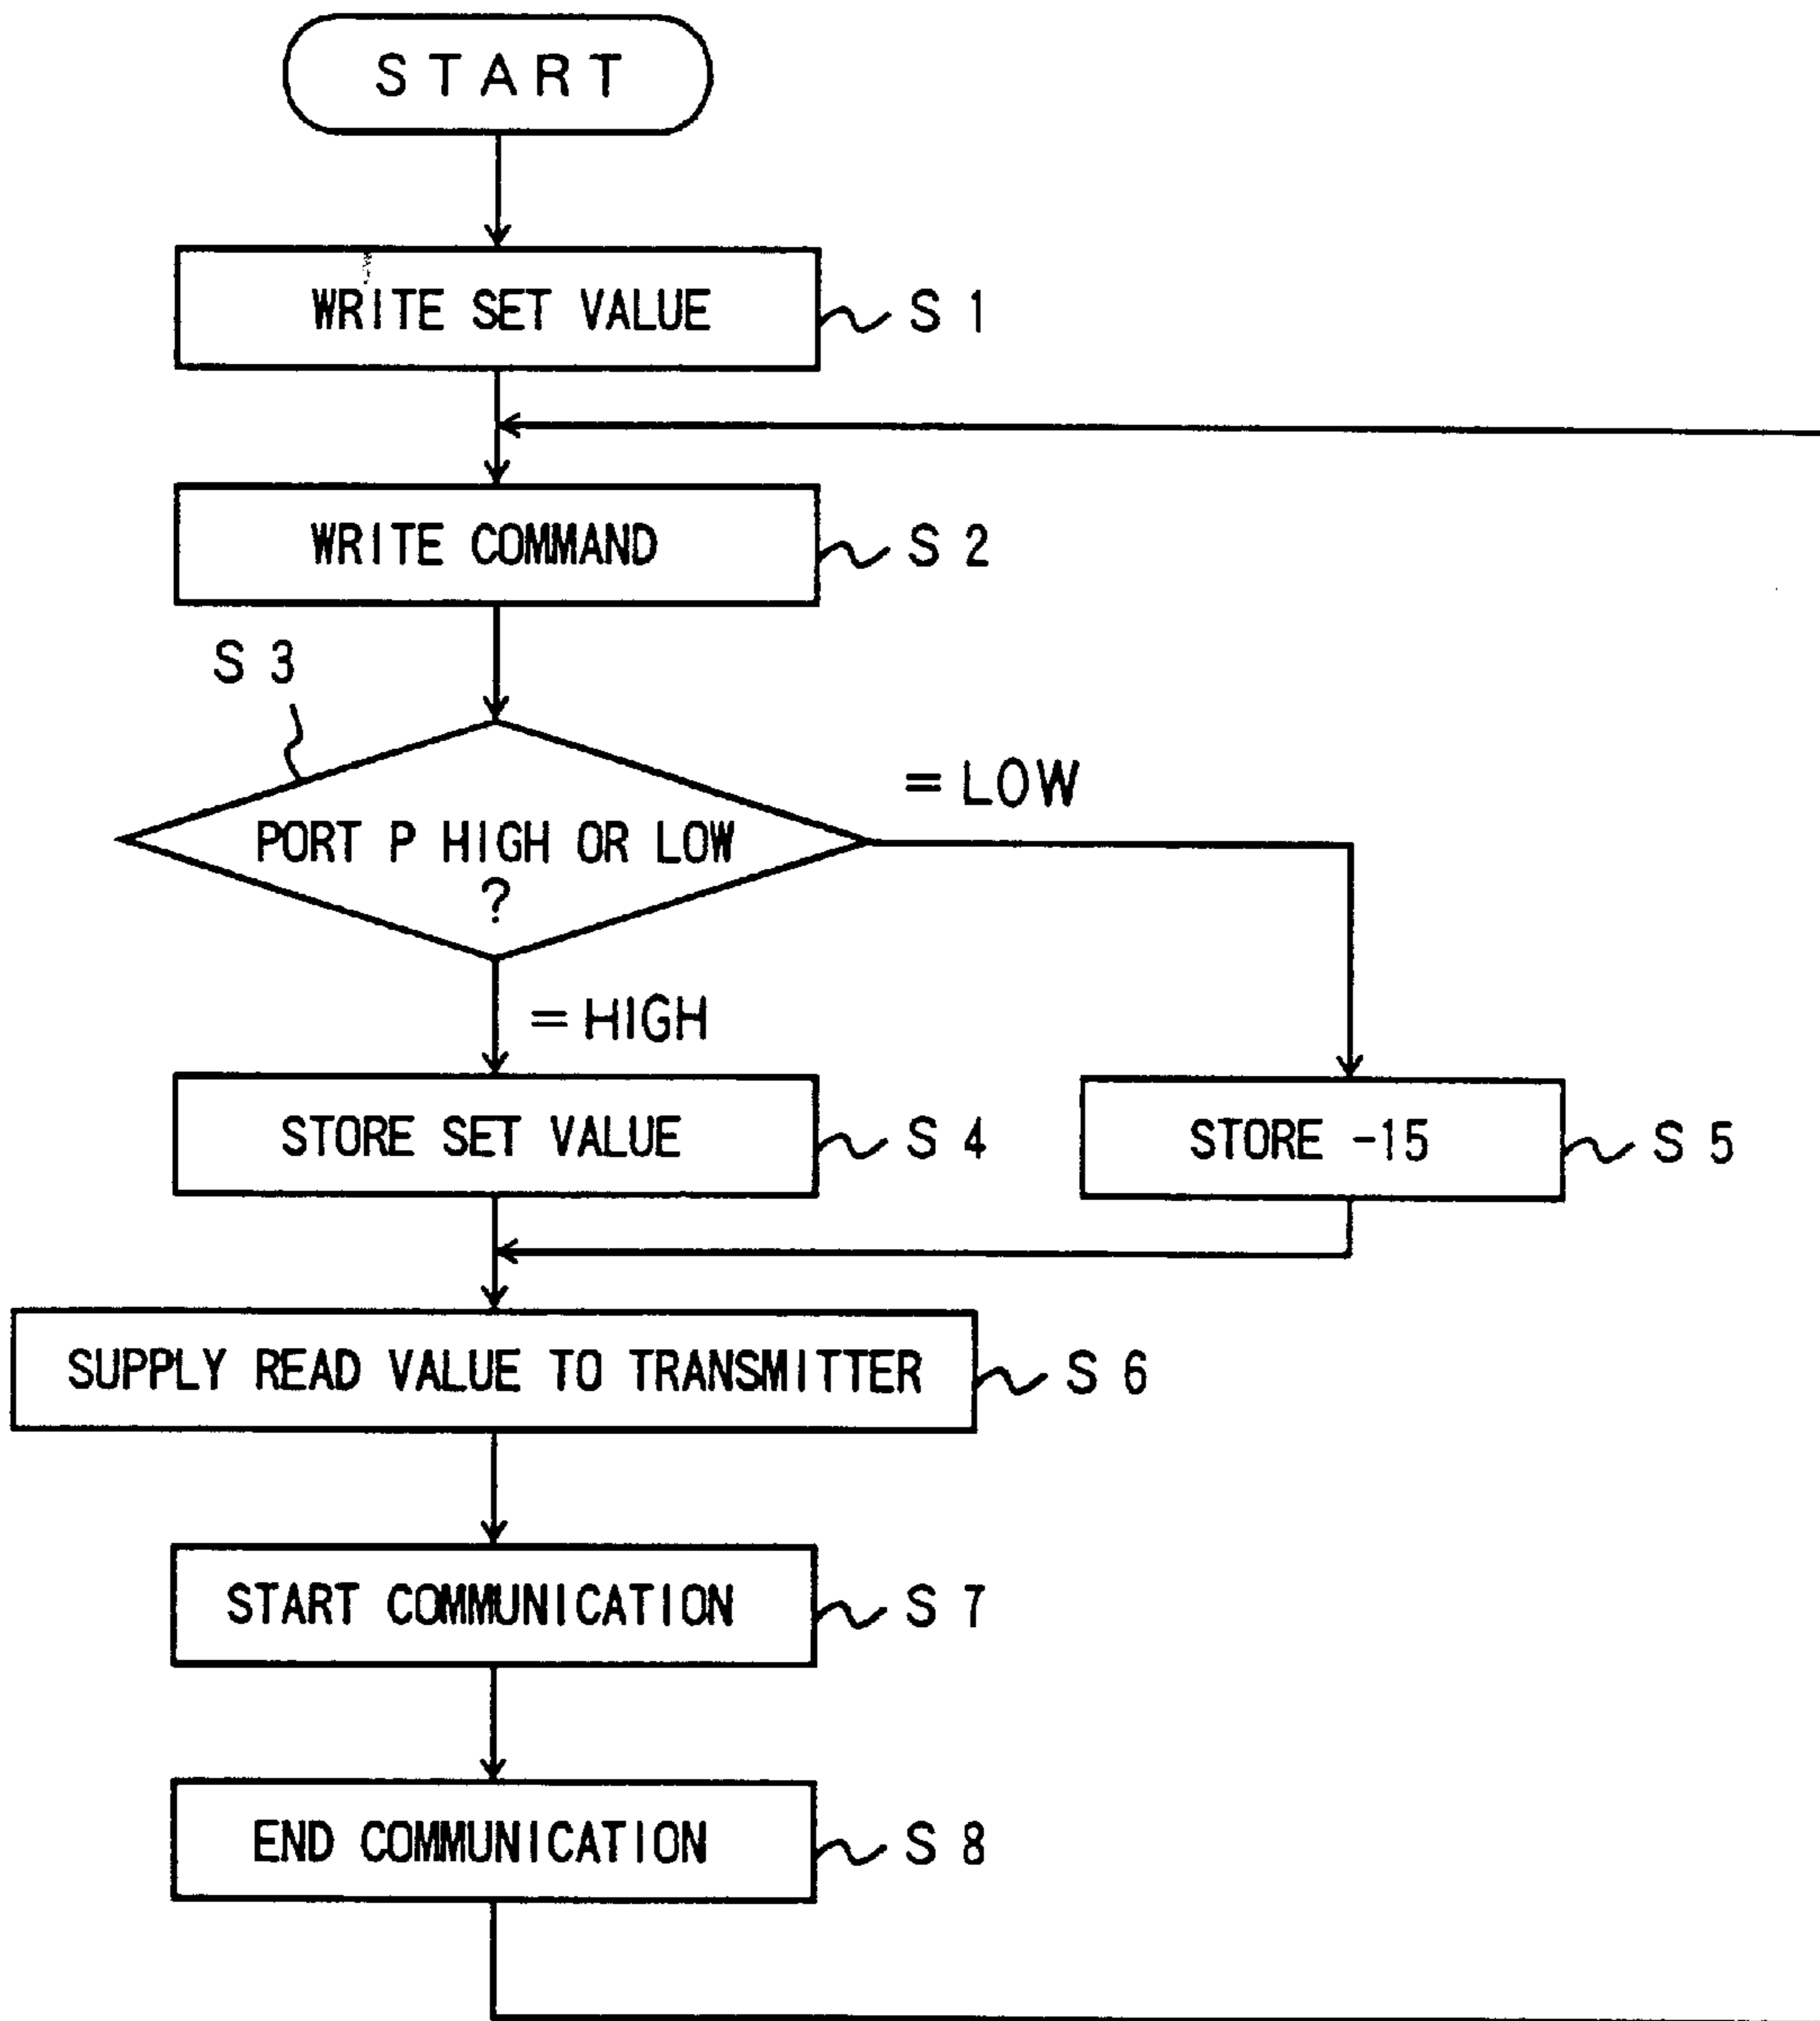 START
WRITE SET VALUE
S 1
WRITE COMMAND
S 2
S 3
PORT P HIGH OR LOW
?
= LOW
= HIGH
STORE SET VALUE
S 4
STORE -15
S 5
SUPPLY READ VALUE TO TRANSMITTER
S 6
START COMMUNICATION
S 7
END COMMUNICATION
S 8